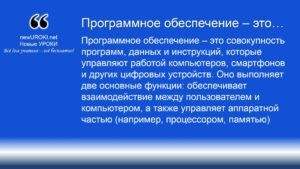 newUROKI.net
Новые УРОКИ
Всё для учителя – всё бесплатно!
Программное обеспечение – это…
Программное обеспечение – это совокупность
программ, данных и инструкций, которые
управляют работой компьютеров, смартфонов
и других цифровых устройств. Оно выполняет
две основные функции: обеспечивает
взаимодействие между пользователем и
компьютером, а также управляет аппаратной
частью (например, процессором, памятью)